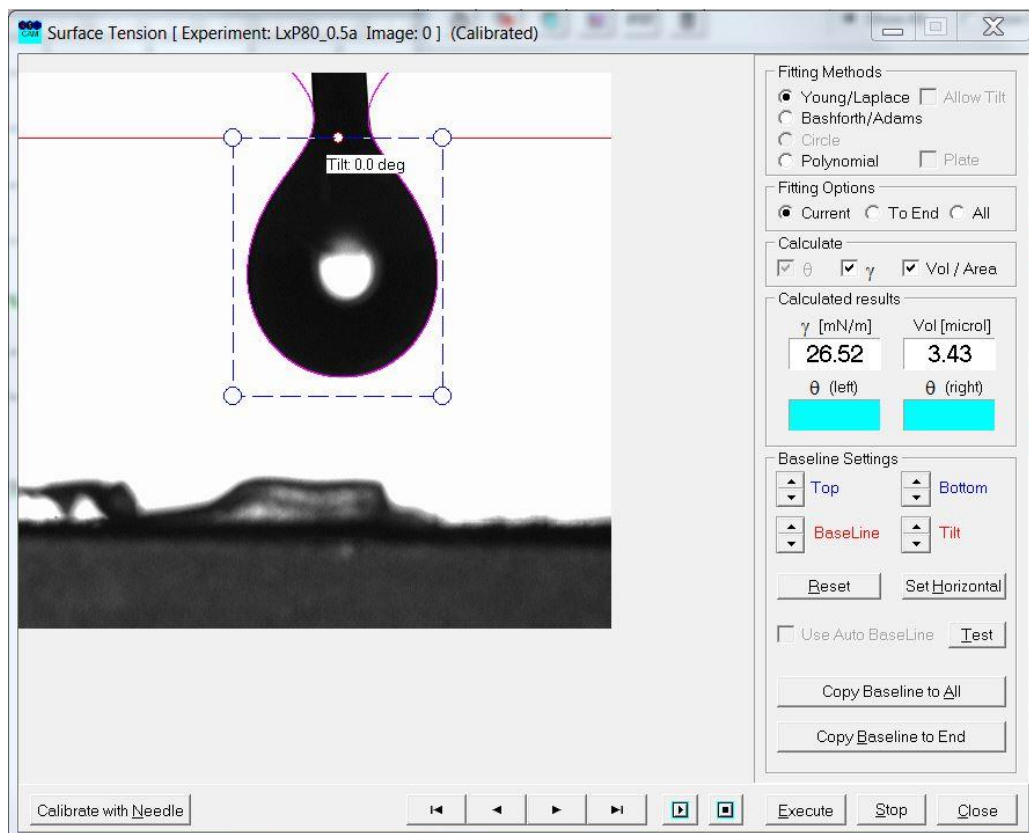 CAM
Surface Tension [ Experiment: LxP80_0.5a Image: 0 ] (Calibrated)
Tilt: 0.0 deg
Fitting Methods
Young/Laplace Allow Tilt
Bashforth/Adams
Circle
Polynomial Plate
Fitting Options
Current To End All
Calculate
θ γ Vol / Area
Calculated results
γ [mN/m] Vol [microl]
26.52 3.43
θ (left) θ (right)
Baseline Settings
Top Bottom
BaseLine Tilt
Reset Set Horizontal
Use Auto BaseLine Test
Copy Baseline to All
Copy Baseline to End
Calibrate with Needle Execute Stop Close